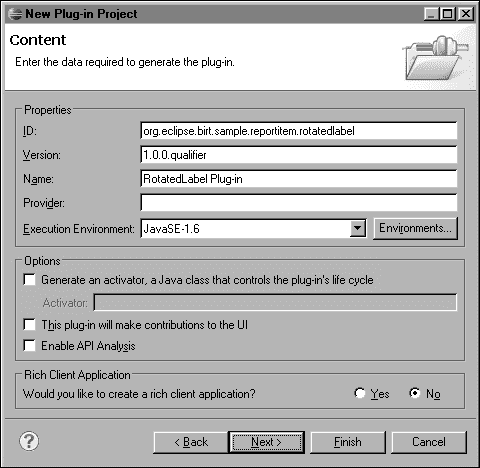 New Plug-in Project
Content
Enter the data required to generate the plug-in.
Properties
ID: org.eclipse.birt.sample.reportitem.rotatedlabel
Version: 1.0.0.qualifier
Name: RotatedLabel Plug-in
Provider:
Execution Environment: JavaSE-1.6 Environments...
Options
Generate an activator, a Java class that controls the plug-in's life cycle
Activator:
This plug-in will make contributions to the UI
Enable API Analysis
Rich Client Application
Would you like to create a rich client application? Yes No
? < Back Next > Finish Cancel